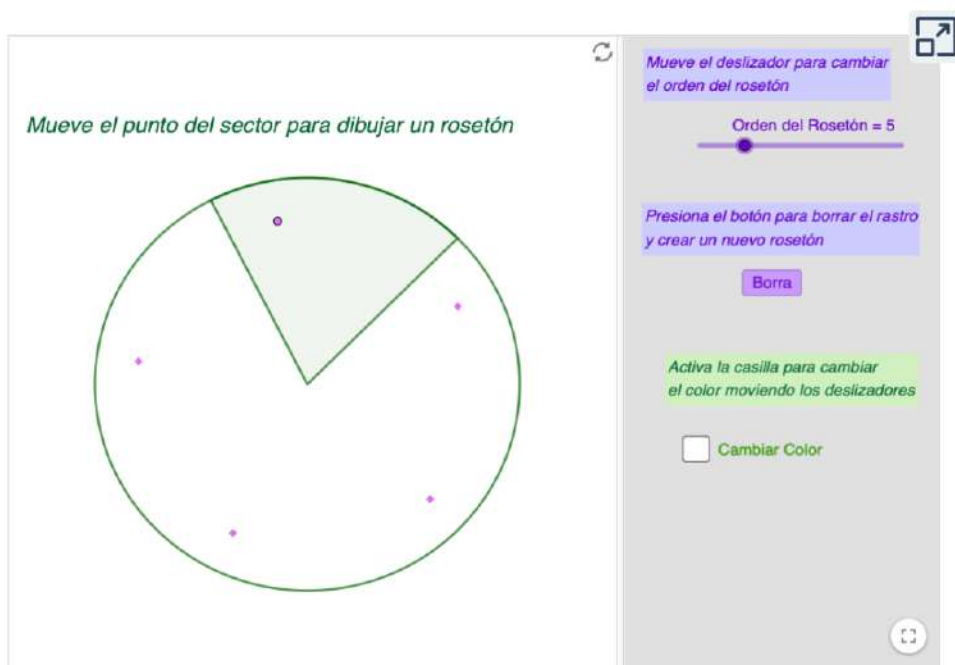 Mueve el punto del sector para dibujar un rosetón
Mueve el deslizador para cambiar
el orden del rosetón
Orden del Rosetón = 5
Presiona el botón para borrar el rastro
y crear un nuevo rosetón
Borra
Activa la casilla para cambiar
el color moviendo los deslizadores
Cambiar Color